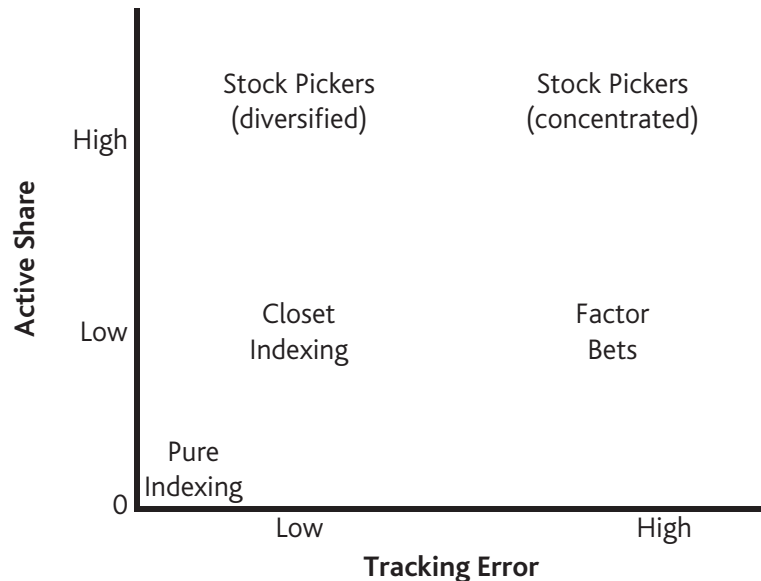 Stock Pickers
(diversified)
Stock Pickers
(concentrated)
High
Active Share
Closet
Indexing
Factor
Bets
Low
Pure
Indexing
0
Low
High
Tracking Error